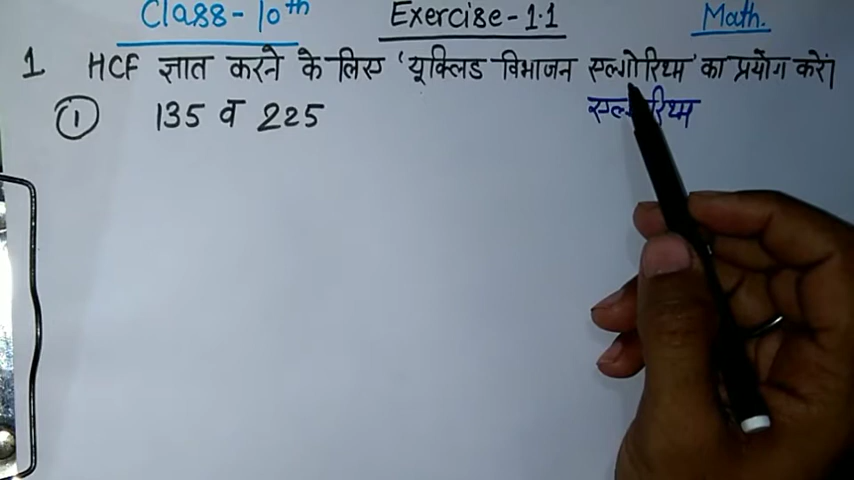 Class-10th Exercise-1.1 Math.
1 HCF ज्ञात करने के लिए 'यूक्लिड विभाजन एल्गोरिथ्म' का प्रयोग करें।
① 135 व 225